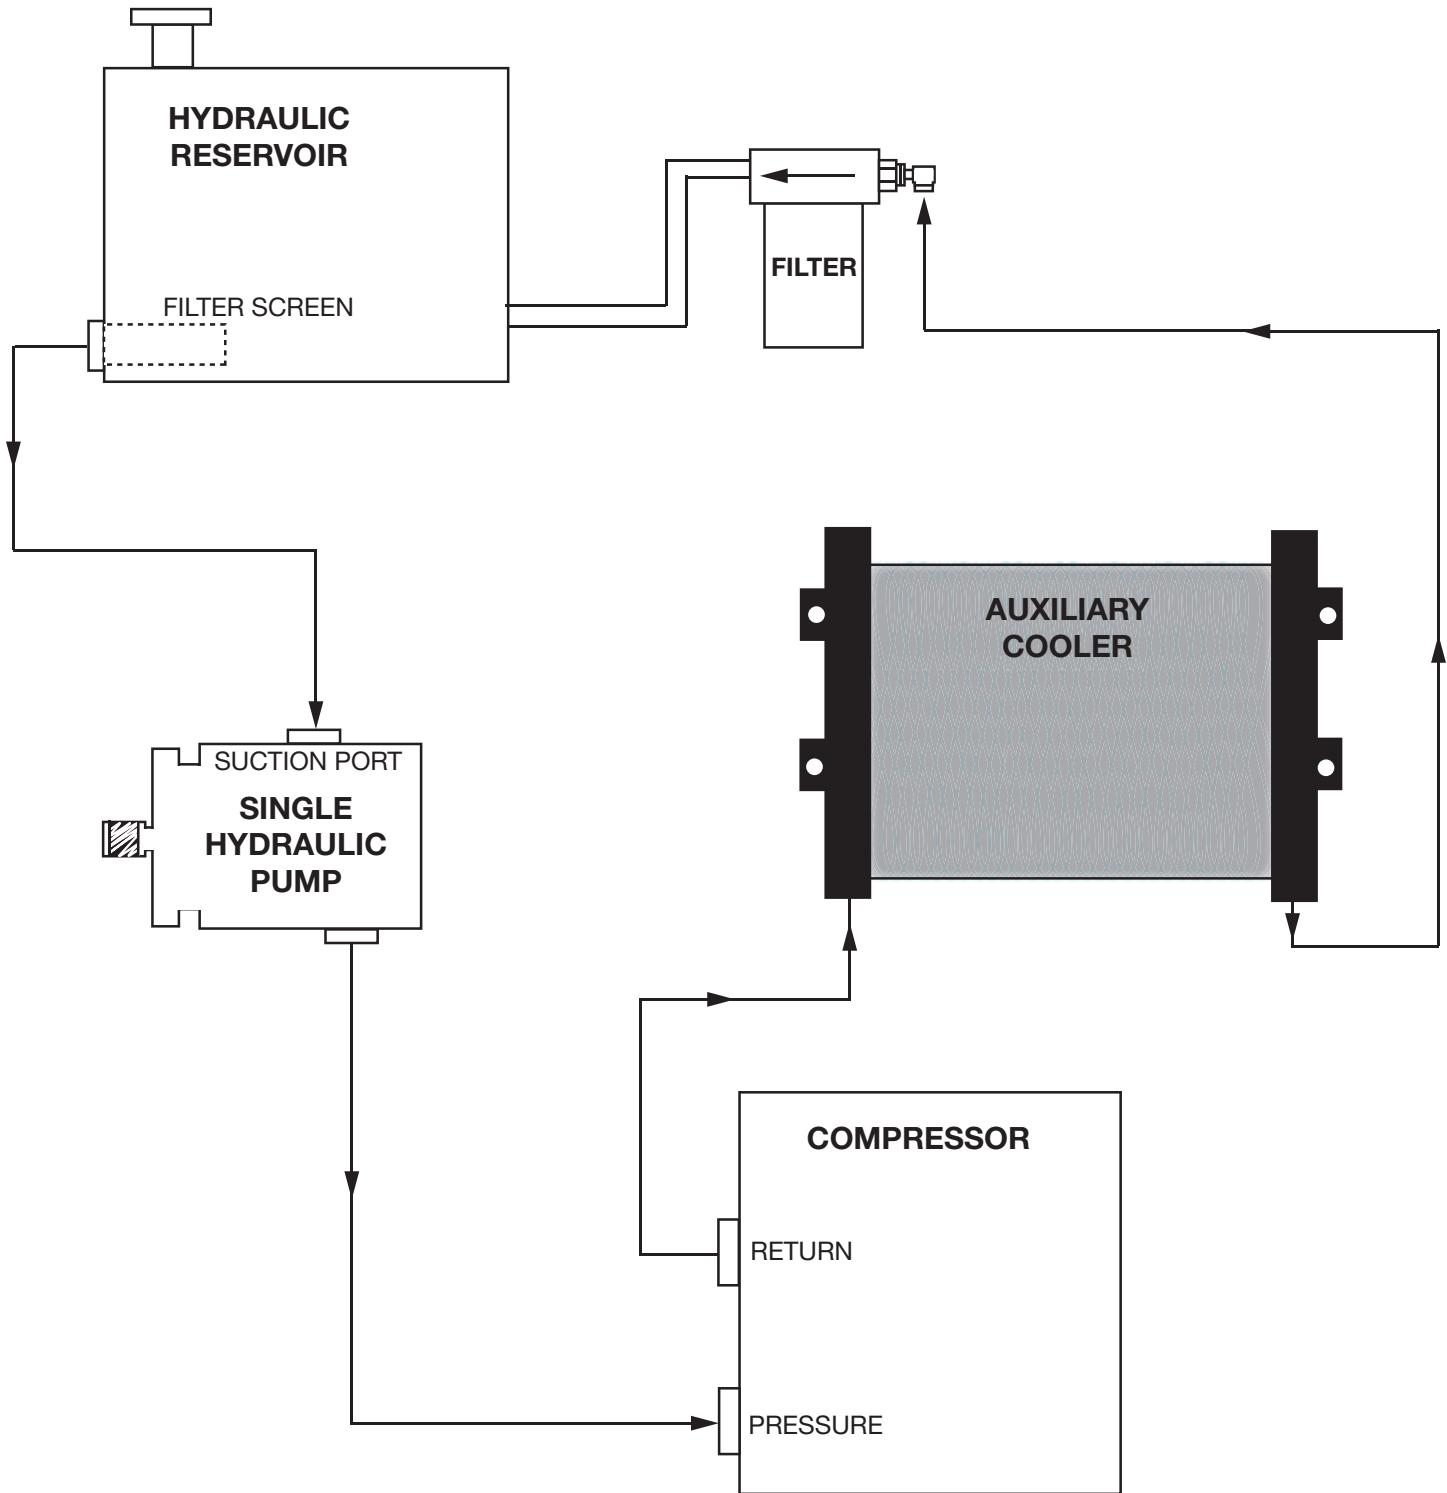 HYDRAULIC
RESERVOIR
FILTER
FILTER SCREEN
AUXILIARY
COOLER
SUCTION PORT
SINGLE
HYDRAULIC
PUMP
COMPRESSOR
RETURN
PRESSURE